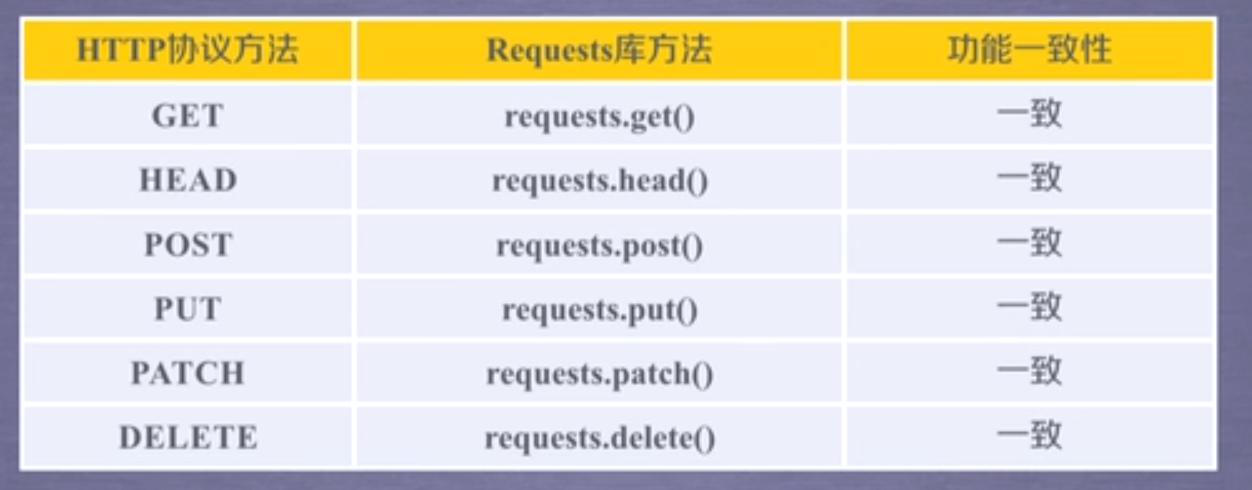 HTTP协议方法 Requests库方法 功能一致性
GET requests.get() 一致
HEAD requests.head() 一致
POST requests.post() 一致
PUT requests.put() 一致
PATCH requests.patch() 一致
DELETE requests.delete() 一致